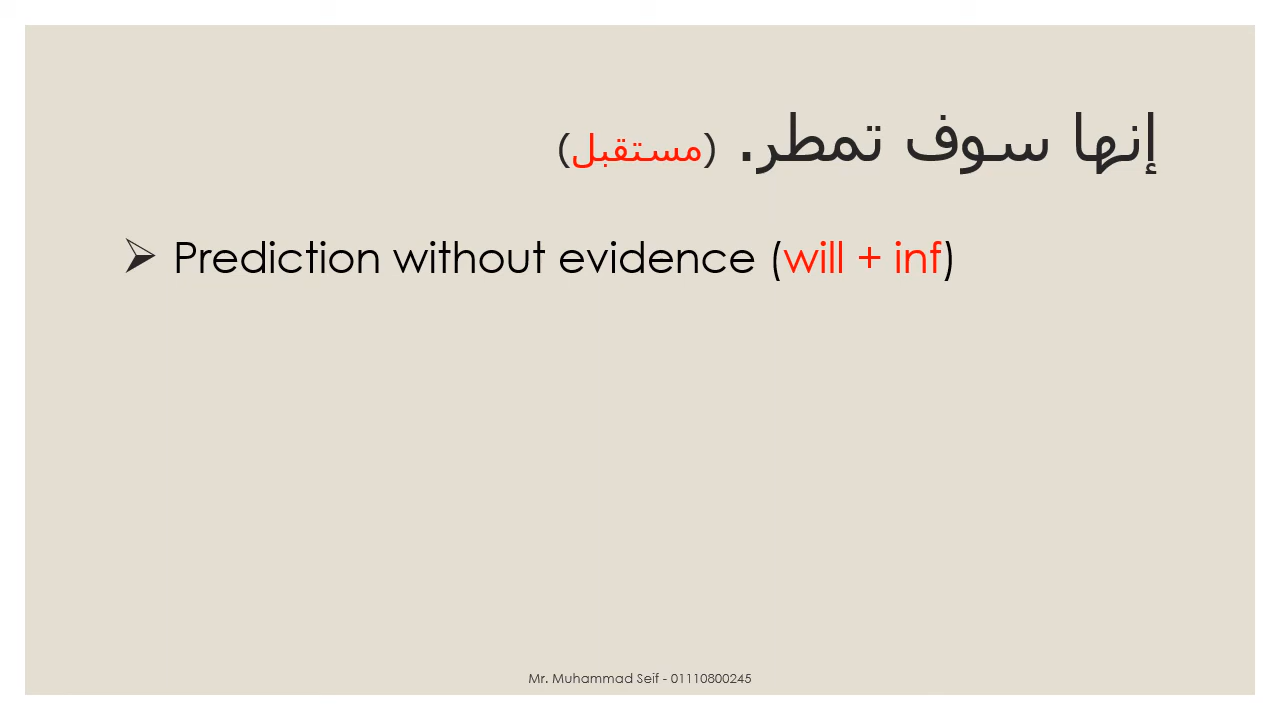 إنها سوف تمطر. (مستقبل)
➢ Prediction without evidence (will + inf)
Mr. Muhammad Seif - 01110800245